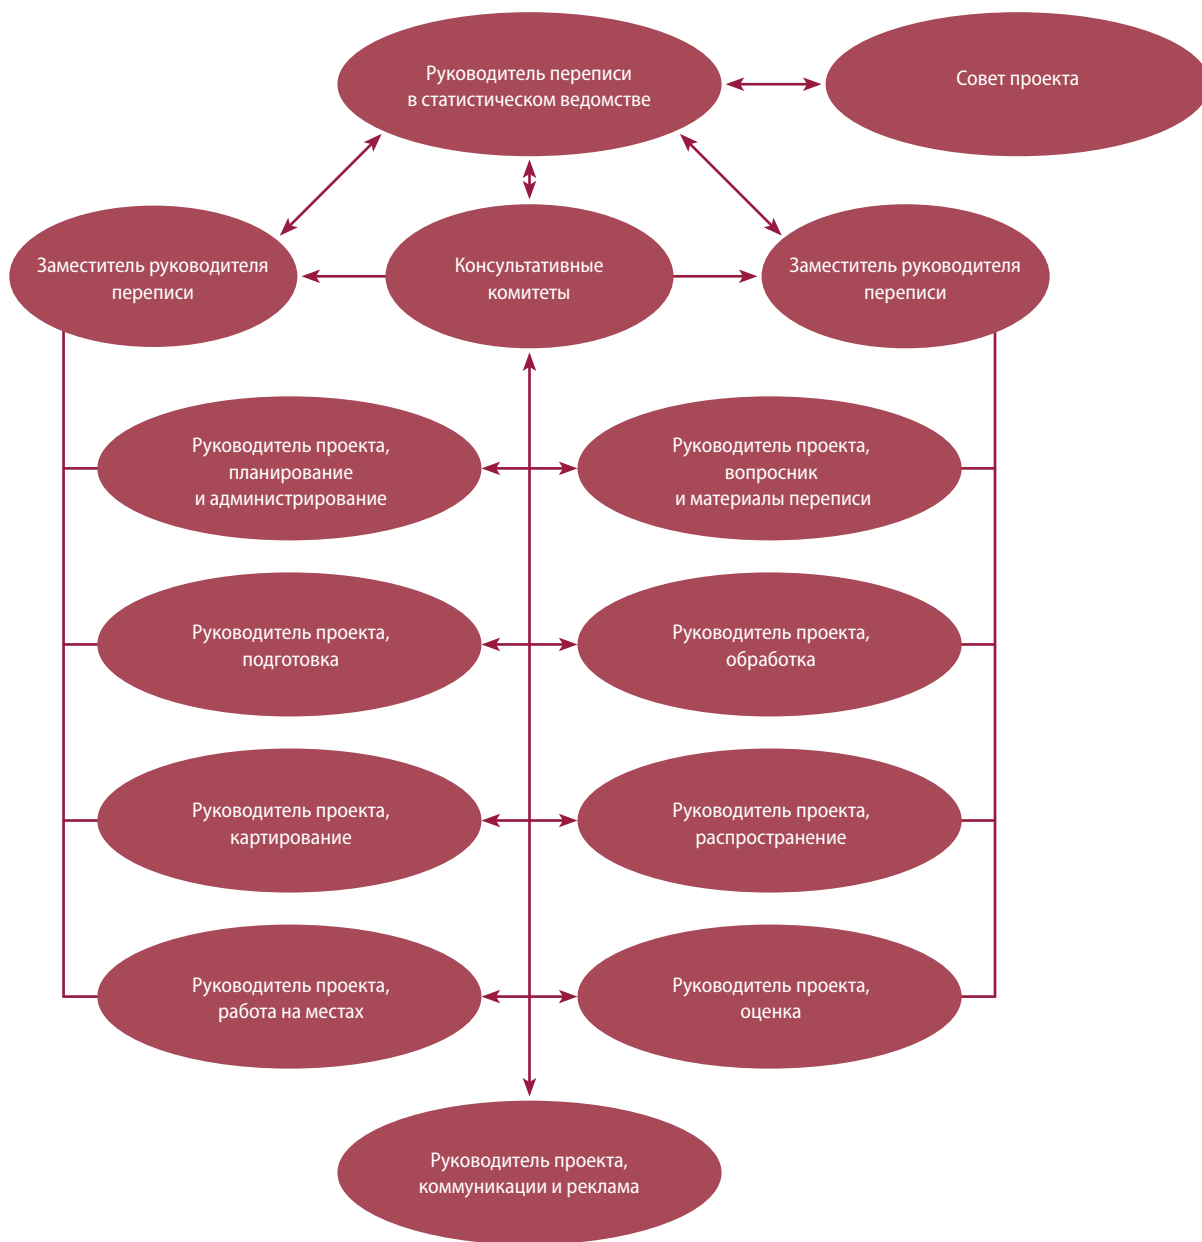 Руководитель переписи
в статистическом ведомстве
Совет проекта
Заместитель руководителя
переписи
Консультативные
комитеты
Заместитель руководителя
переписи
Руководитель проекта,
планирование
и администрирование
Руководитель проекта,
вопросник
и материалы переписи
Руководитель проекта,
подготовка
Руководитель проекта,
обработка
Руководитель проекта,
картирование
Руководитель проекта,
распространение
Руководитель проекта,
работа на местах
Руководитель проекта,
оценка
Руководитель проекта,
коммуникации и реклама